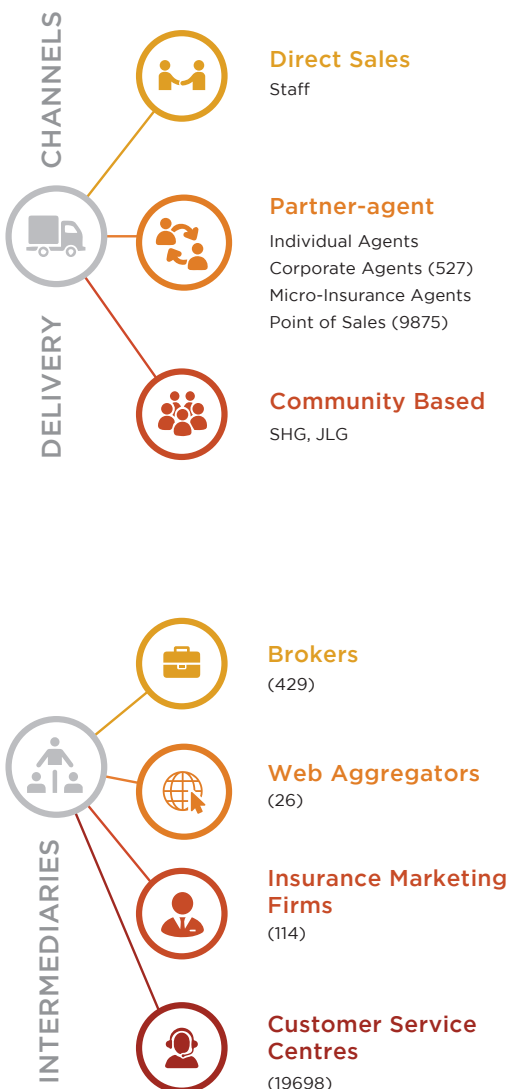 DELIVERY CHANNELS
Direct Sales
Staff
Partner-agent
Individual Agents
Corporate Agents (527)
Micro-Insurance Agents
Point of Sales (9875)
Community Based
SHG, JLG
INTERMEDIARIES
Brokers
(429)
Web Aggregators
(26)
Insurance Marketing
Firms
(114)
Customer Service
Centres
(19698)